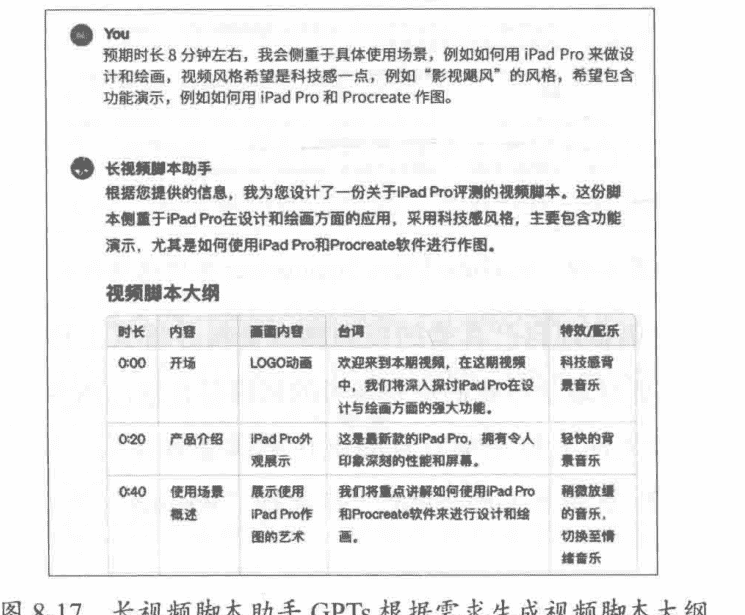 You
预期时长 8 分钟左右，我会侧重于具体使用场景，例如如何用 iPad Pro 来做设
计和绘画，视频风格希望是科技感一点，例如“影视飓风”的风格，希望包含
功能演示，例如如何用 iPad Pro 和 Procreate 作图。
长视频脚本助手
根据您提供的信息，我为您设计了一份关于iPad Pro评测的视频脚本。这份脚
本侧重于iPad Pro在设计和绘画方面的应用，采用科技感风格，主要包含功能
演示，尤其是如何使用iPad Pro和Procreate软件进行作图。
视频脚本大纲
时长 内容 画面内容 台词 特效/配乐
0:00 开场 LOGO动画 欢迎来到本期视频，在这期视频 科技感背
中，我们将深入探讨iPad Pro在设 景音乐
计与绘画方面的强大功能。
0:20 产品介绍 iPad Pro外 这是最新款的iPad Pro，拥有令人 轻快的背
观展示 印象深刻的性能和屏幕。 景音乐
0:40 使用场景 展示使用 我们将重点讲解如何使用iPad Pro 稍微放缓
概述 iPad Pro作 和Procreate软件来进行设计和绘 的音乐，
图的艺术 画。 切换至情
绪音乐
图 8-17 长视频脚本助手 GPTs 根据需求生成视频脚本大纲